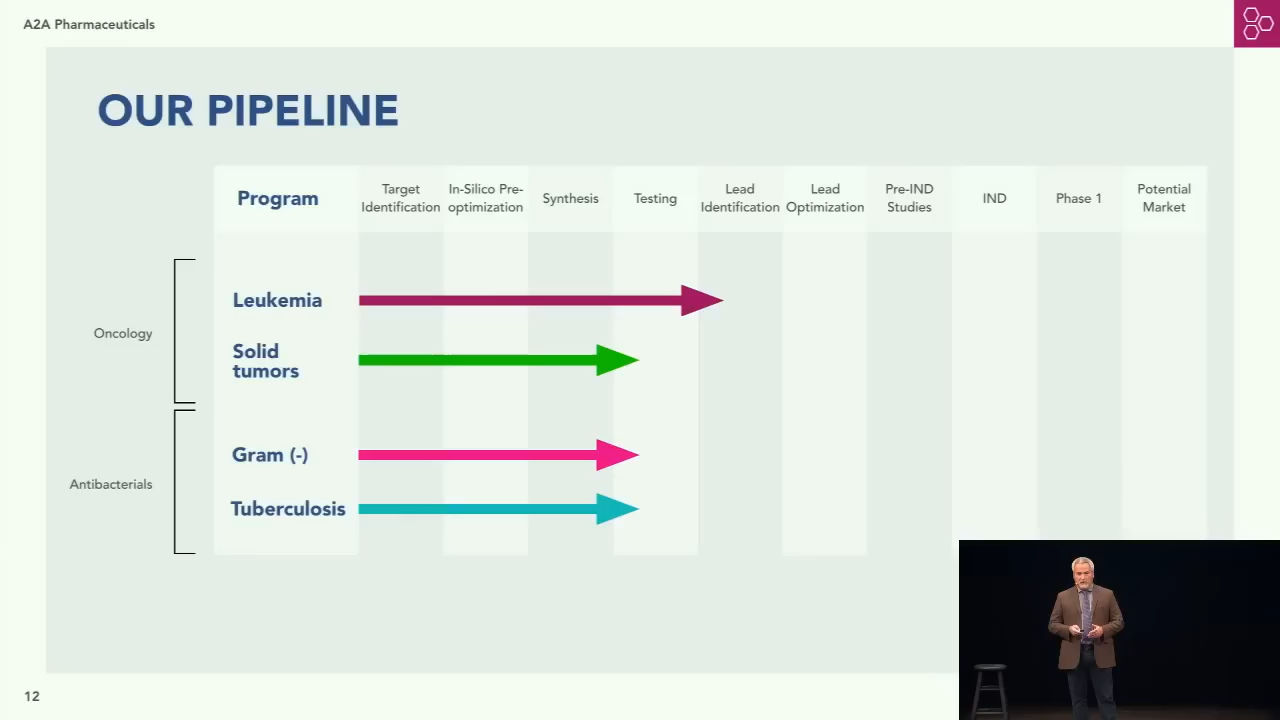 A2A Pharmaceuticals
OUR PIPELINE
Program
Target
Identification
In-Silico Pre-
optimization
Synthesis
Testing
Lead
Identification
Lead
Optimization
Pre-IND
Studies
IND
Phase 1
Potential
Market
Oncology
Leukemia
Solid
tumors
Antibacterials
Gram (-)
Tuberculosis
12